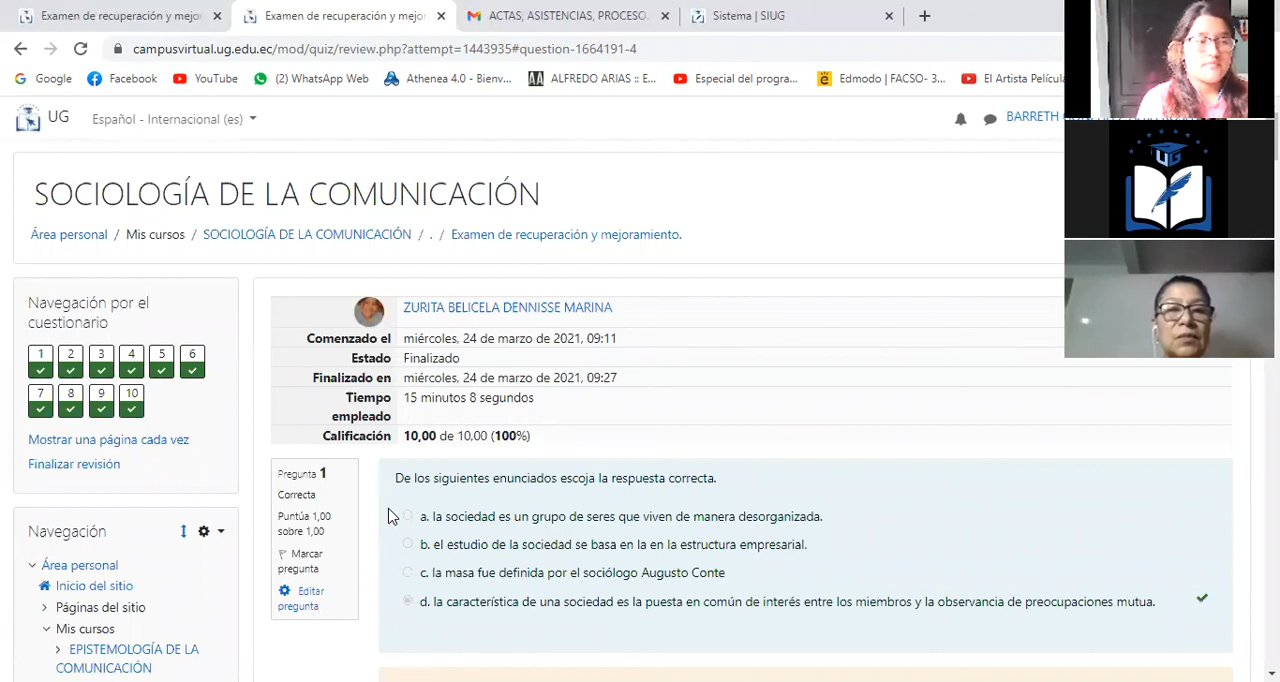 Examen de recuperación y mejor
Examen de recuperación y mejor
ACTAS, ASISTENCIAS, PROCESO.
Sistema | SIUG
campusvirtual.ug.edu.ec/mod/quiz/review.php?attempt=1443935#question-1664191-4
Google
Facebook
YouTube
(2) WhatsApp Web
Athenea 4.0 - Bienv...
ALFREDO ARIAS :: E...
Especial del progra...
Edmodo | FACSO- 3...
El Artista Películ
UG
Español - Internacional (es)
BARRETH
SOCIOLOGÍA DE LA COMUNICACIÓN
Área personal / Mis cursos / SOCIOLOGÍA DE LA COMUNICACIÓN / . / Examen de recuperación y mejoramiento.
UG
Navegación por el
cuestionario
1 2 3 4 5 6
7 8 9 10
Mostrar una página cada vez
Finalizar revisión
Navegación
Área personal
Inicio del sitio
Páginas del sitio
Mis cursos
EPISTEMOLOGÍA DE LA
COMUNICACIÓN
ZURITA BELICELA DENNISSE MARINA
Comenzado el miércoles, 24 de marzo de 2021, 09:11
Estado Finalizado
Finalizado en miércoles, 24 de marzo de 2021, 09:27
Tiempo 15 minutos 8 segundos
empleado
Calificación 10,00 de 10,00 (100%)
Pregunta 1
Correcta
Puntúa 1,00
sobre 1,00
Marcar
pregunta
Editar
pregunta
De los siguientes enunciados escoja la respuesta correcta.
a. la sociedad es un grupo de seres que viven de manera desorganizada.
b. el estudio de la sociedad se basa en la en la estructura empresarial.
c. la masa fue definida por el sociólogo Augusto Conte
d. la característica de una sociedad es la puesta en común de interés entre los miembros y la observancia de preocupaciones mutua.